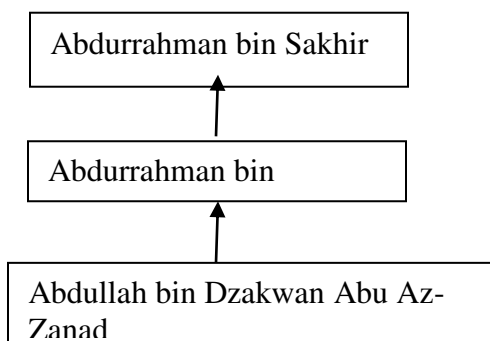 Abdurrahman bin Sakhir
Abdurrahman bin
Abdullah bin Dzakwan Abu Az-
Zanad